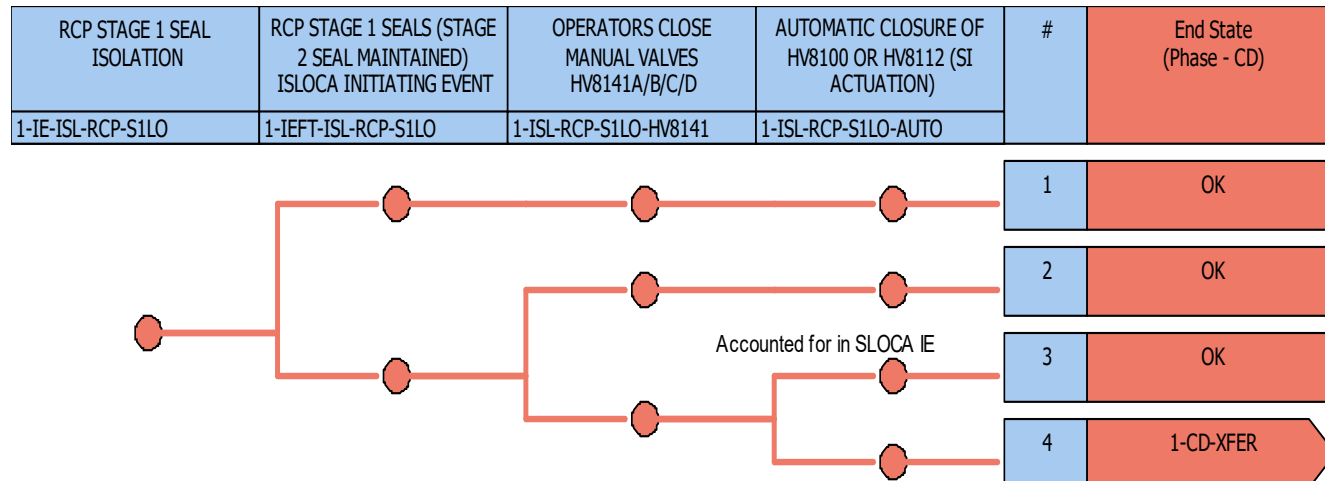 RCP STAGE 1 SEAL
ISOLATION
RCP STAGE 1 SEALS (STAGE
2 SEAL MAINTAINED)
ISLOCA INITIATING EVENT
OPERATORS CLOSE
MANUAL VALVES
HV8141A/B/C/D
AUTOMATIC CLOSURE OF
HV8100 OR HV8112 (SI
ACTUATION)
#
End State
(Phase - CD)
1-IE-ISL-RCP-S1LO
1-IEFT-ISL-RCP-S1LO
1-ISL-RCP-S1LO-HV8141
1-ISL-RCP-S1LO-AUTO
1
OK
2
OK
Accounted for in SLOCA IE
3
OK
4
1-CD-XFER